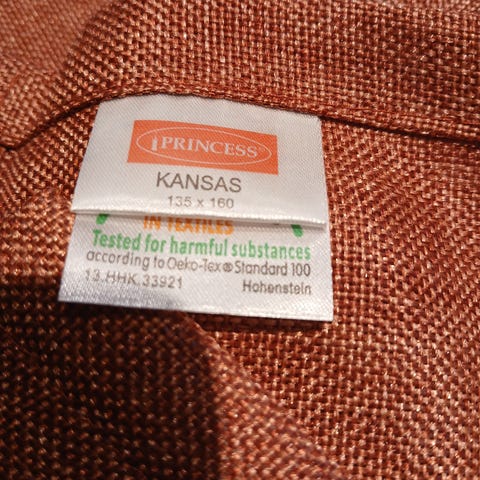 iPRINCESS®
KANSAS
135 x 160
IN TEXTILES
Tested for harmful substances
according to Oeko-Tex® Standard 100
13.HHK.33921 Hohenstein